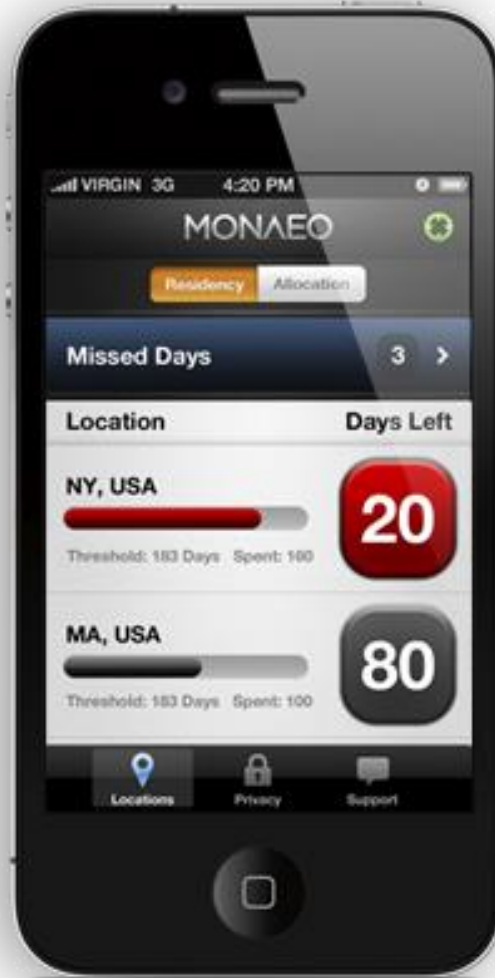 VIRGIN 3G 4:20 PM
MONAEO
Residency Allocation
Missed Days 3
Location Days Left
NY, USA
20
Threshold: 183 Days Spent: 160
MA, USA
80
Threshold: 183 Days Spent: 100
Locations Privacy Support